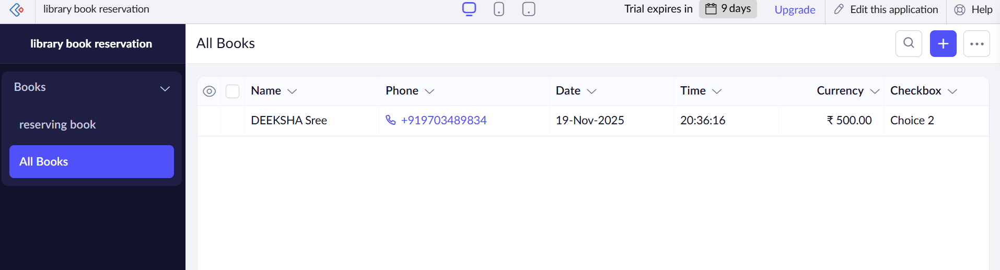 library book reservation
Trial expires in 9 days Upgrade Edit this application Help
library book reservation
Books
reserving book
All Books
All Books
Name Phone Date Time Currency Checkbox
DEEKSHA Sree +919703489834 19-Nov-2025 20:36:16 ₹ 500.00 Choice 2